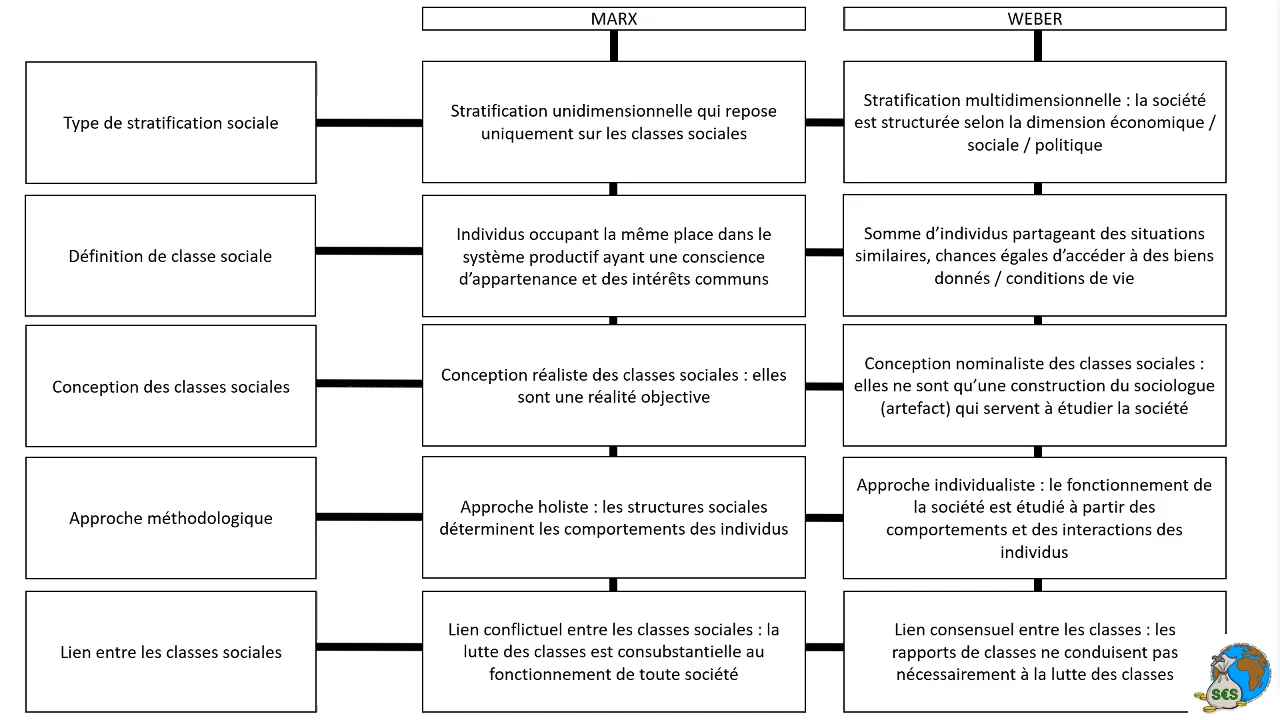 MARX
WEBER
Type de stratification sociale
Stratification unidimensionnelle qui repose
uniquement sur les classes sociales
Stratification multidimensionnelle : la société
est structurée selon la dimension économique /
sociale / politique
Définition de classe sociale
Individus occupant la même place dans le
système productif ayant une conscience
d’appartenance et des intérêts communs
Somme d’individus partageant des situations
similaires, chances égales d’accéder à des biens
donnés / conditions de vie
Conception des classes sociales
Conception réaliste des classes sociales : elles
sont une réalité objective
Conception nominaliste des classes sociales :
elles ne sont qu’une construction du sociologue
(artefact) qui servent à étudier la société
Approche méthodologique
Approche holiste : les structures sociales
déterminent les comportements des individus
Approche individualiste : le fonctionnement de
la société est étudié à partir des
comportements et des interactions des
individus
Lien entre les classes sociales
Lien conflictuel entre les classes sociales : la
lutte des classes est consubstantielle au
fonctionnement de toute société
Lien consensuel entre les classes : les
rapports de classes ne conduisent pas
nécessairement à la lutte des classes
S€S